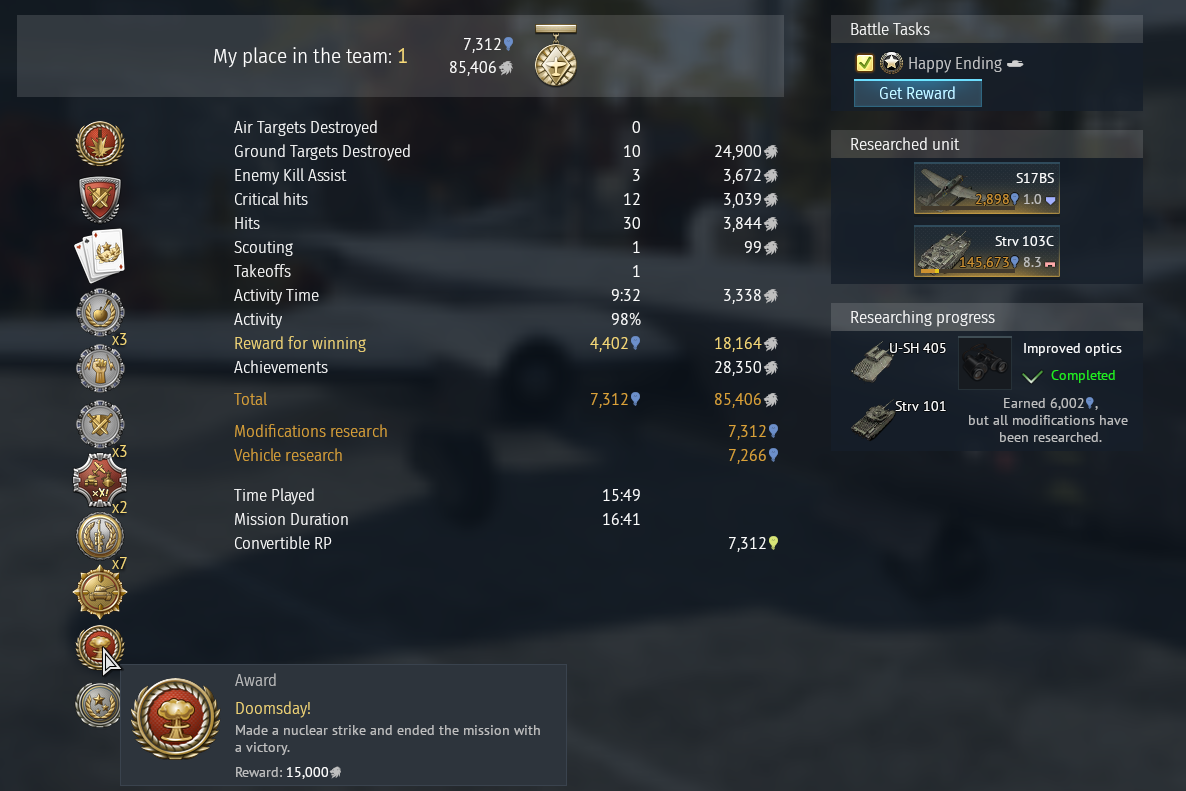 My place in the team: 1
7,312
85,406
Air Targets Destroyed 0
Ground Targets Destroyed 10 24,900
Enemy Kill Assist 3 3,672
Critical hits 12 3,039
Hits 30 3,844
Scouting 1 99
Takeoffs 1
Activity Time 9:32 3,338
Activity 98%
Reward for winning 4,402 18,164
Achievements 28,350
Total 7,312 85,406
Modifications research 7,312
Vehicle research 7,266
Time Played 15:49
Mission Duration 16:41
Convertible RP 7,312
x3
x3
xX!
x2
x7
Award
Doomsday!
Made a nuclear strike and ended the mission with
a victory.
Reward: 15,000
Battle Tasks
Happy Ending
Get Reward
Researched unit
S17BS
2,898 1.0
Strv 103C
145,673 8.3
Researching progress
U-SH 405
Improved optics
Completed
Strv 101
Earned 6,002,
but all modifications have
been researched.